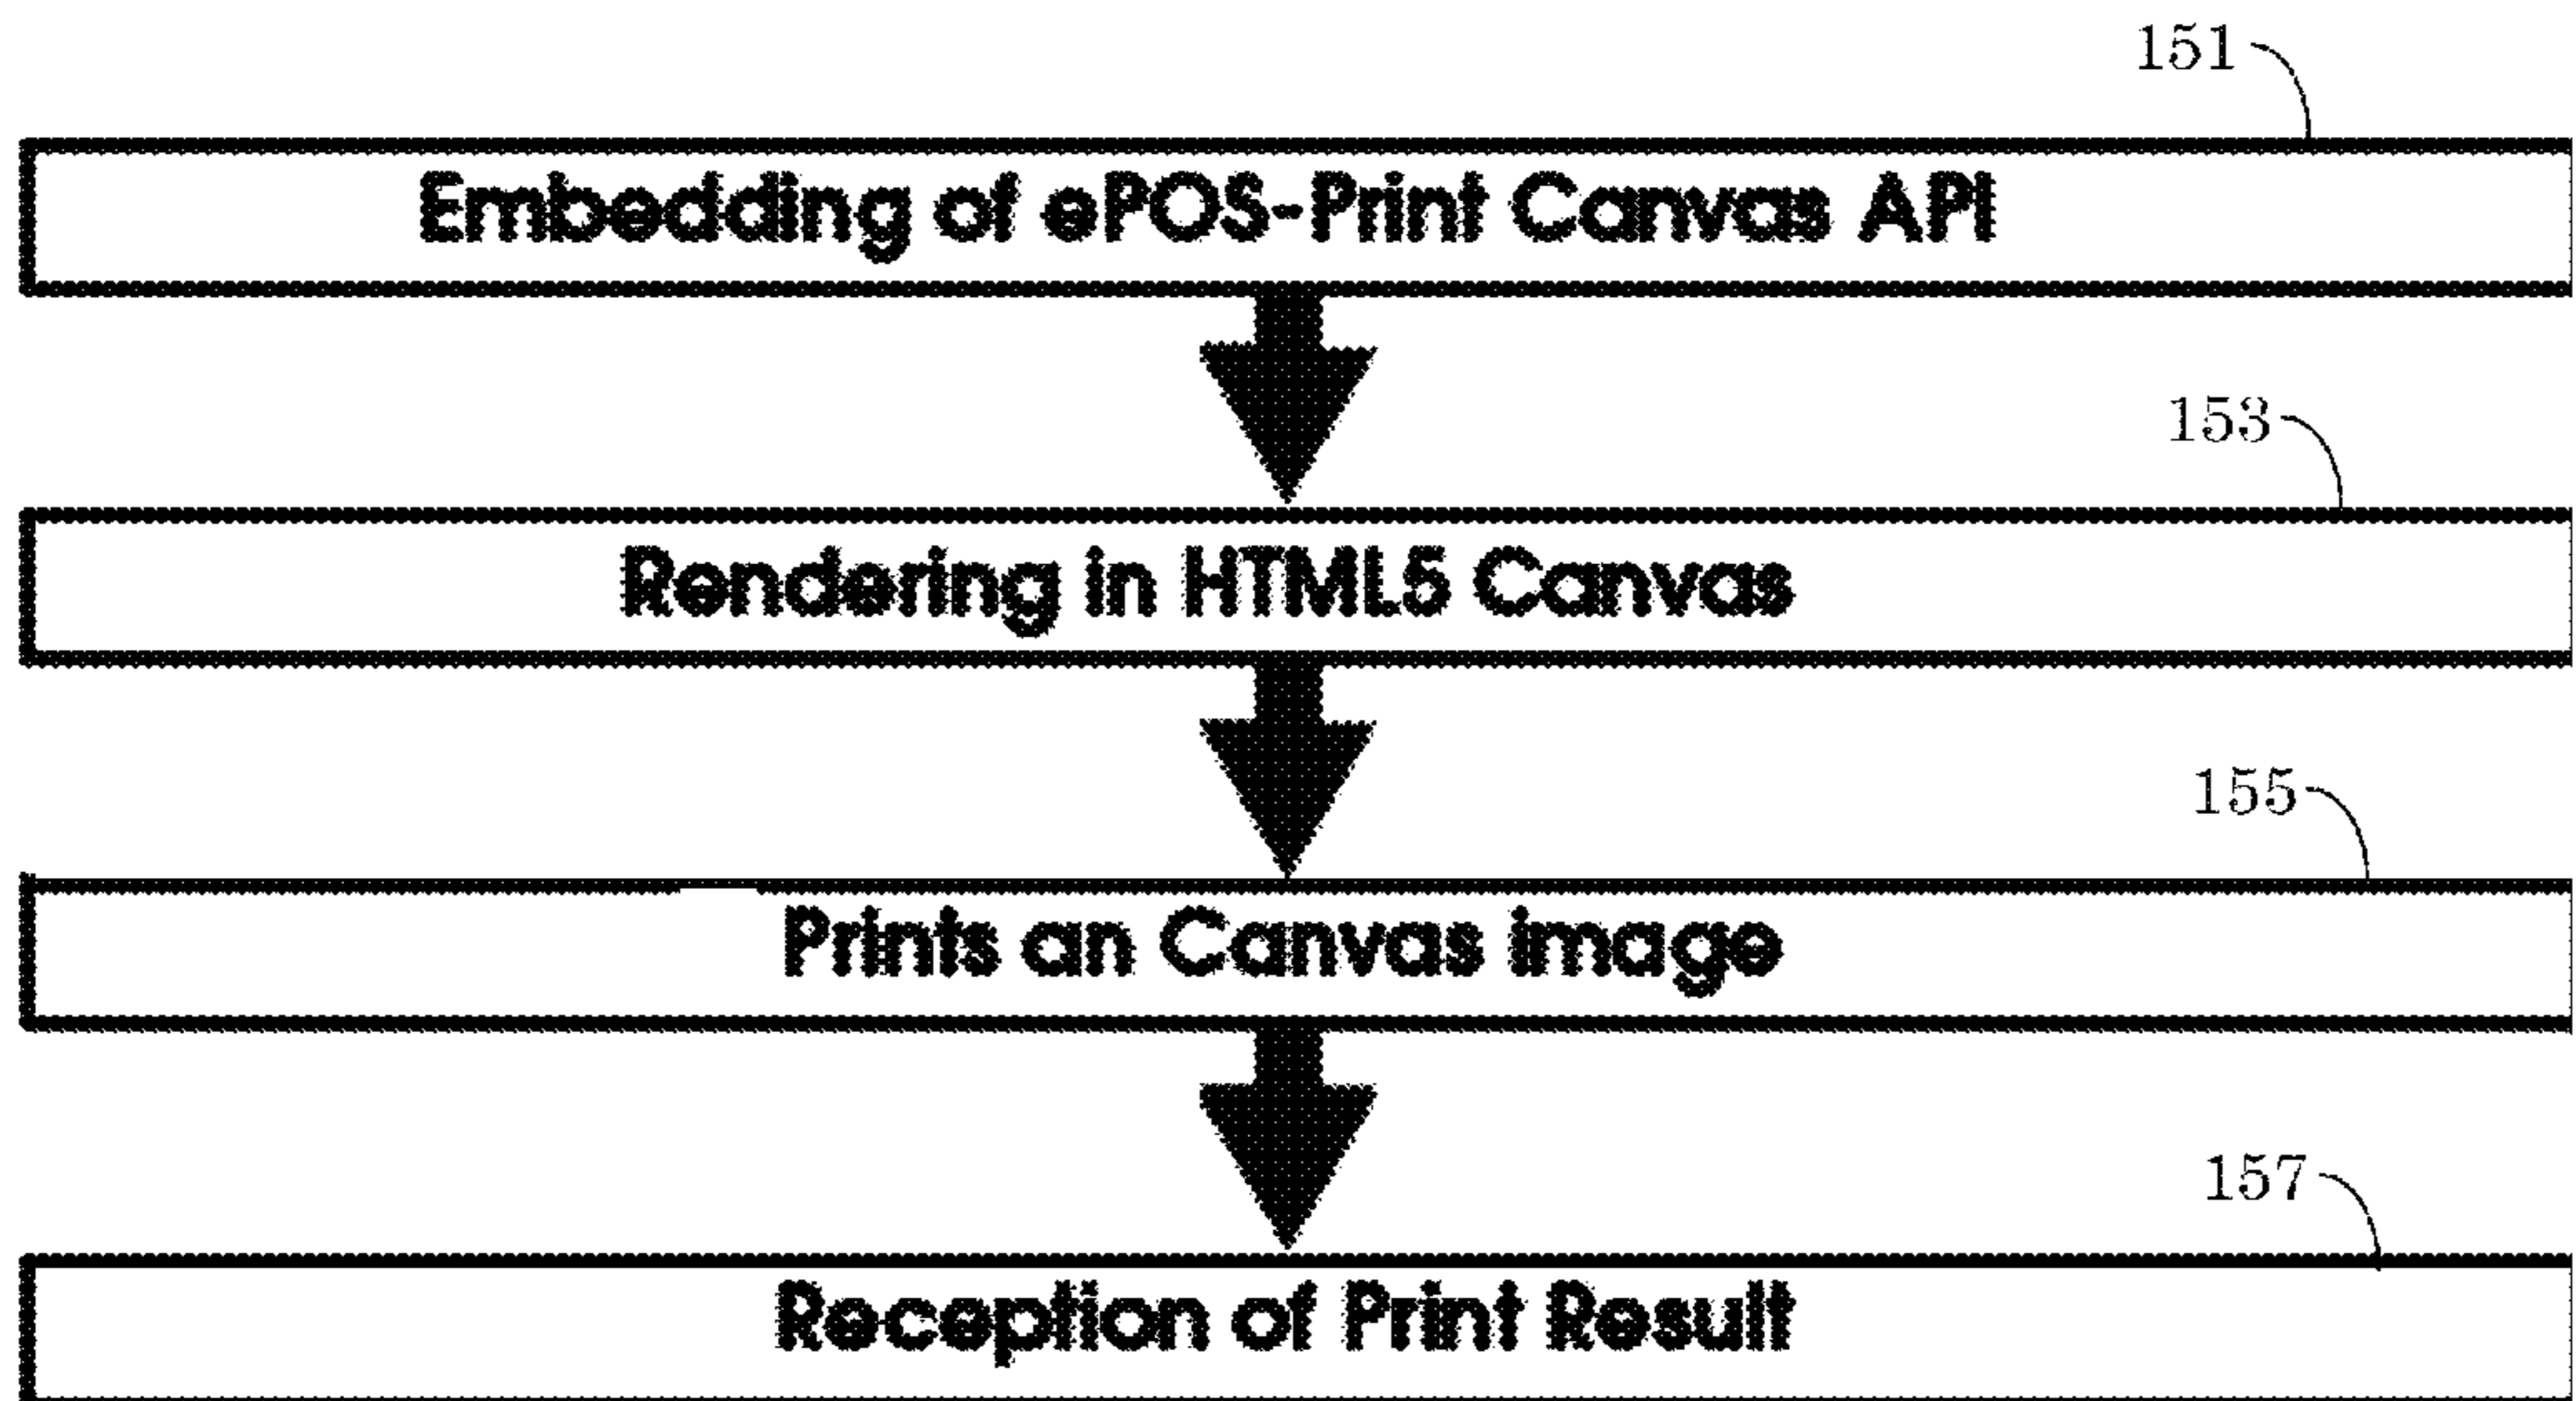 151
Embedding of ePOS-Print Canvas API
153
Rendering in HTML5 Canvas
155
Prints an Canvas image
157
Reception of Print Result